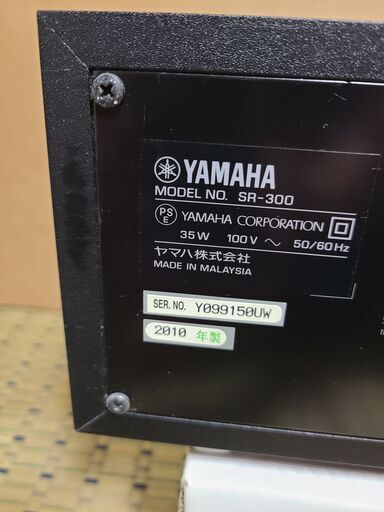 YAMAHA
MODEL NO. SR-300
PS E YAMAHA CORPORATION
35W 100V ～ 50/60Hz
ヤマハ株式会社
MADE IN MALAYSIA
SER.NO. Y099150UW
2010 年製